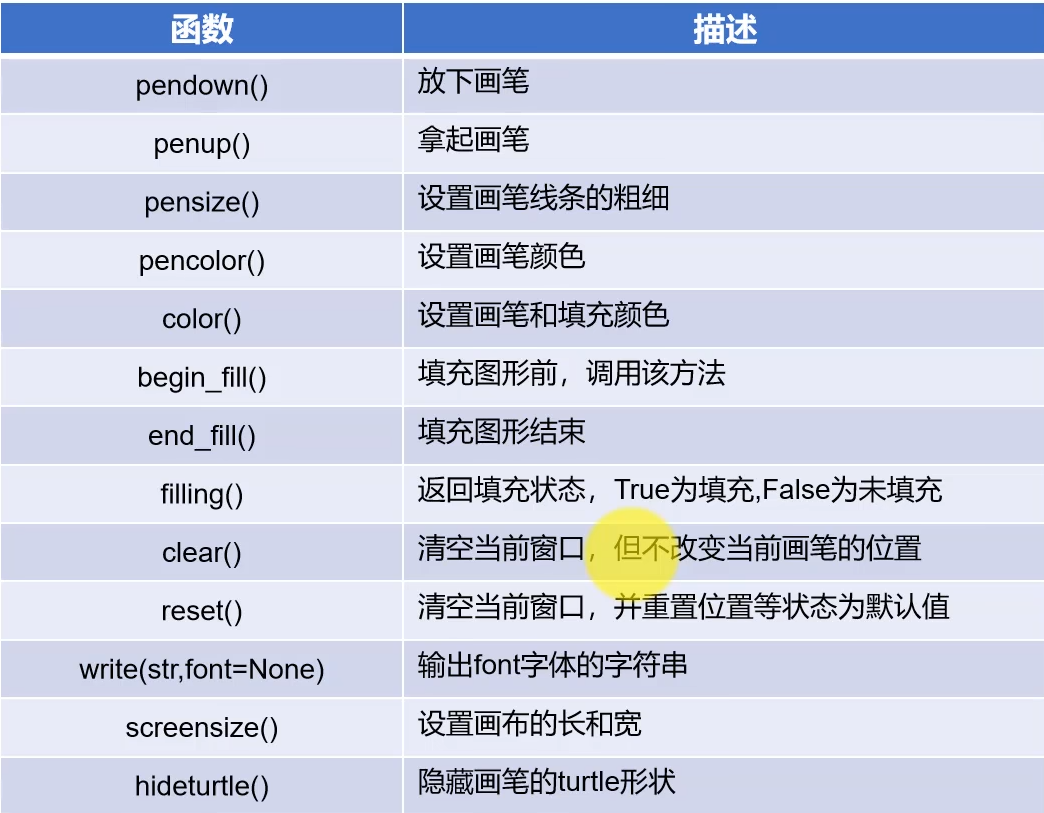 函数 描述
pendown() 放下画笔
penup() 拿起画笔
pensize() 设置画笔线条的粗细
pencolor() 设置画笔颜色
color() 设置画笔和填充颜色
begin_fill() 填充图形前，调用该方法
end_fill() 填充图形结束
filling() 返回填充状态，True为填充,False为未填充
clear() 清空当前窗口，但不改变当前画笔的位置
reset() 清空当前窗口，并重置位置等状态为默认值
write(str,font=None) 输出font字体的字符串
screensize() 设置画布的长和宽
hideturtle() 隐藏画笔的turtle形状